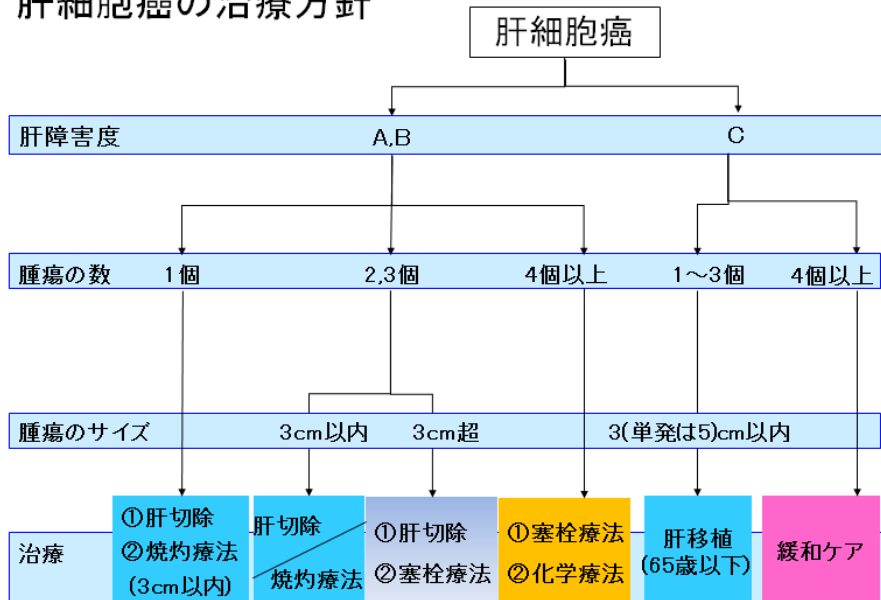 肝細胞癌の治療方針
肝細胞癌
肝障害度 A,B C
腫瘍の数 1個 2,3個 4個以上 1～3個 4個以上
腫瘍のサイズ 3cm以内 3cm超 3(単発は5)cm以内
治療
①肝切除
②焼灼療法
(3cm以内)
肝切除
焼灼療法
①肝切除
②塞栓療法
①塞栓療法
②化学療法
肝移植
(65歳以下)
緩和ケア